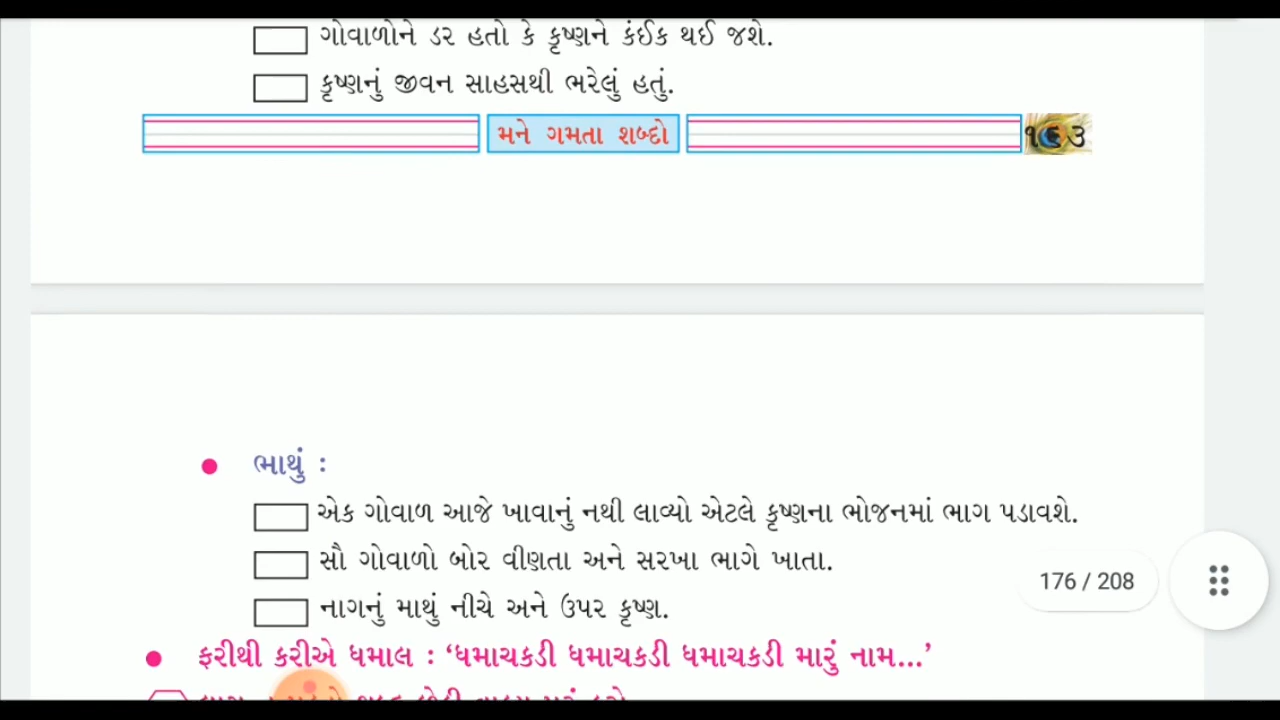 ગોવાળોને ડર હતો કે કૃષ્ણને કંઈક થઈ જશે.
કૃષ્ણનું જીવન સાહસથી ભરેલું હતું.
મને ગમતા શબ્દો ૧૬૩
ભાથું :
એક ગોવાળ આજે ખાવાનું નથી લાવ્યો એટલે કૃષ્ણના ભોજનમાં ભાગ પડાવશે.
સૌ ગોવાળો બોર વીણતા અને સરખા ભાગે ખાતા.
176 / 208
નાગનું માથું નીચે અને ઉપર કૃષ્ણ.
ફરીથી કરીએ ધમાલ : ‘ધમાચકડી ધમાચકડી ધમાચકડી મારું નામ...’